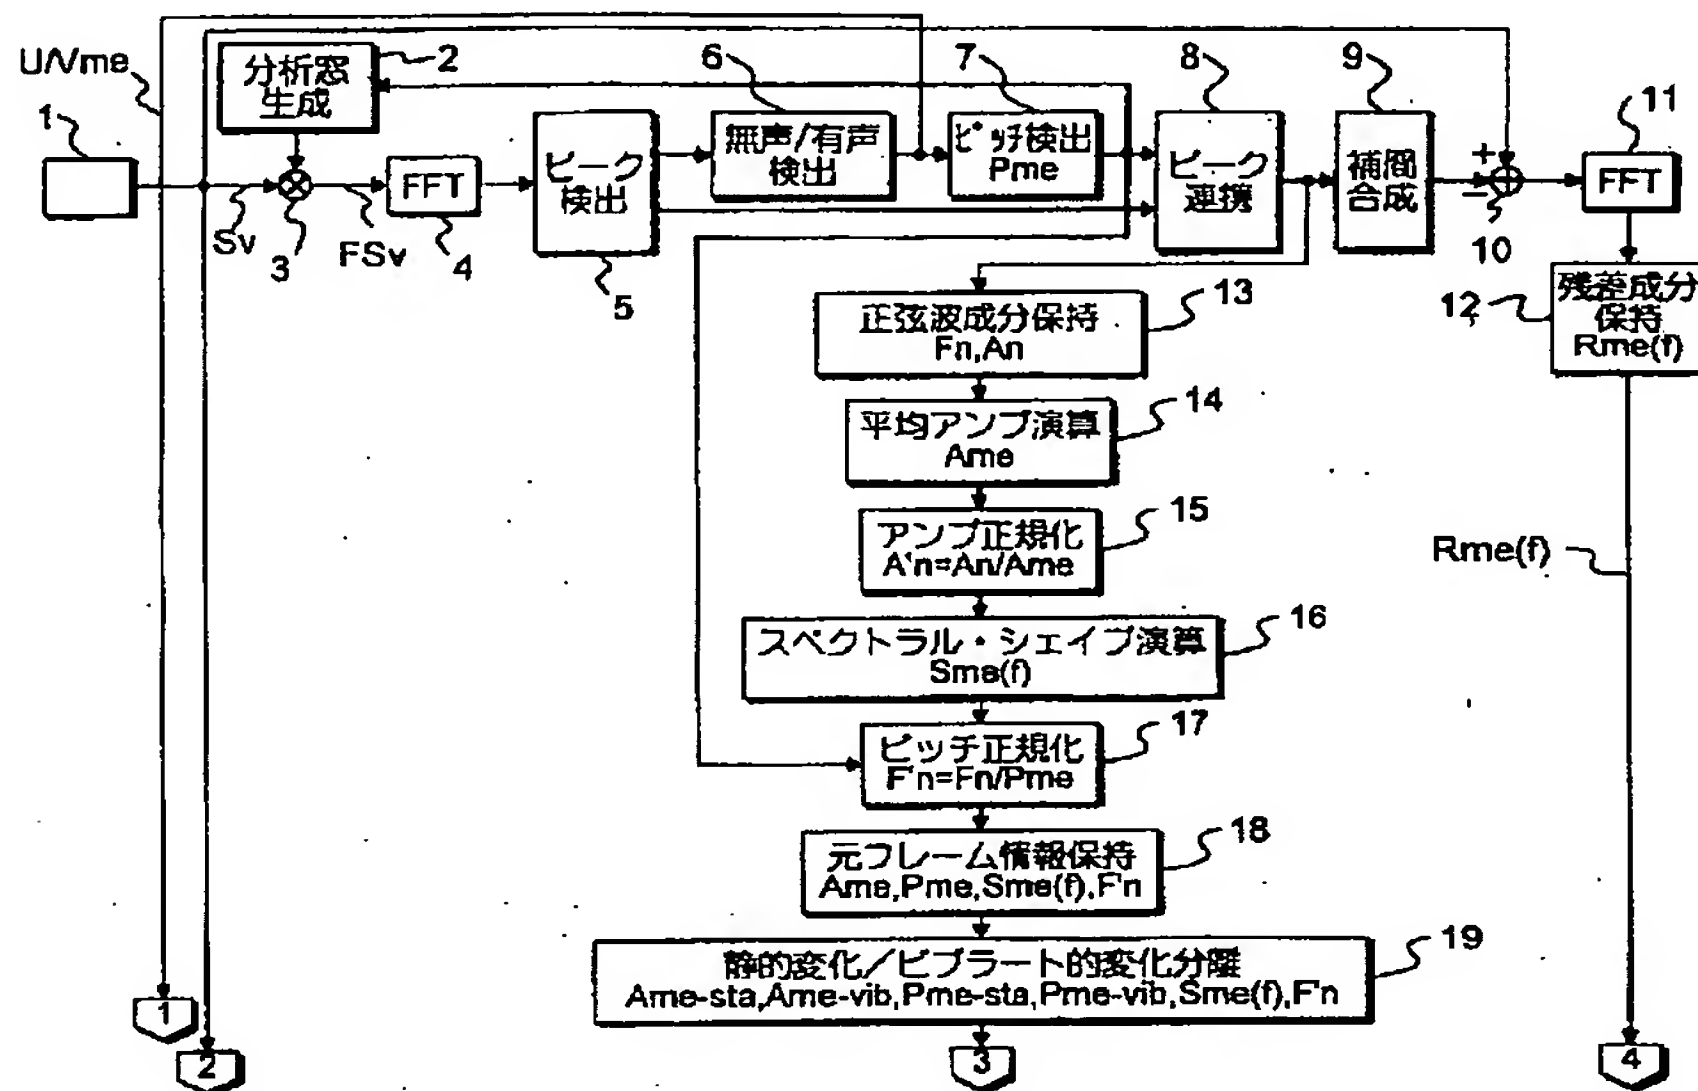 U/Vme
1
分析窓
生成
2
Sv
3
FSv
FFT
4
ピーク
検出
5
無声/有声
検出
6
ピッチ検出
Pme
7
ピーク
連携
8
補間
合成
9
+
−
10
FFT
11
残差成分
保持
Rme(f)
12
正弦波成分保持
Fn,An
13
平均アンプ演算
Ame
14
アンプ正規化
A'n=An/Ame
15
スペクトラル・シェイプ演算
Sme(f)
16
ピッチ正規化
F'n=Fn/Pme
17
元フレーム情報保持
Ame,Pme,Sme(f),F'n
18
静的変化/ビブラート的変化分離
Ame-sta,Ame-vib,Pme-sta,Pme-vib,Sme(f),F'n
19
Rme(f)
1
2
3
4